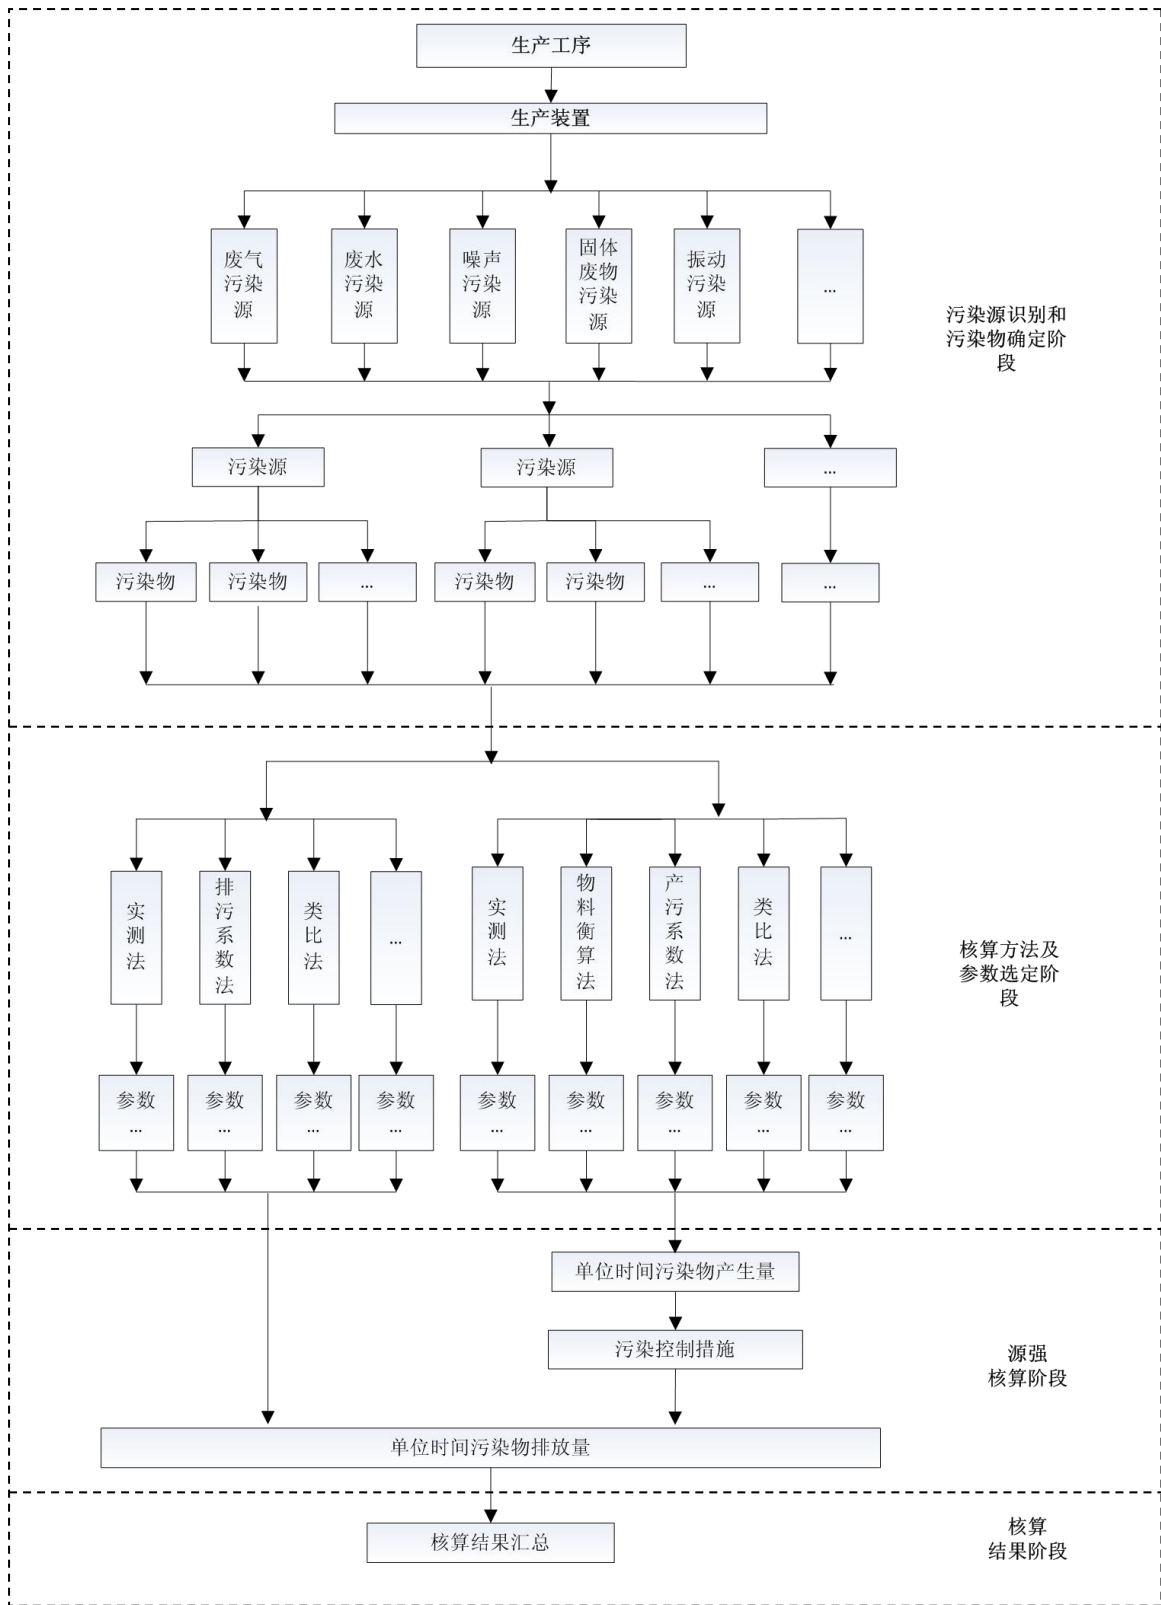 生产工序
生产装置
废气
污染
源
废水
污染
源
噪声
污染
源
固体
废物
污染
源
振动
污染
源
...
污染源识别和
污染物确定阶
段
污染源
污染源
...
污染物
污染物
...
污染物
污染物
...
...
实
测
法
排
污
系
数
法
类
比
法
...
实
测
法
物
料
衡
算
法
产
污
系
数
法
类
比
法
...
核算方法及
参数选定阶
段
参数
...
参数
...
参数
...
参数
...
参数
...
参数
...
参数
...
参数
...
参数
...
单位时间污染物产生量
污染控制措施
源强
核算阶段
单位时间污染物排放量
核算结果汇总
核算
结果阶段